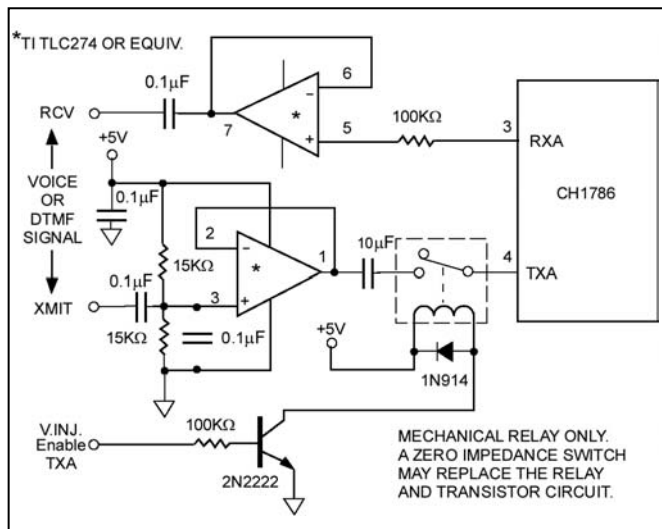 *TI TLC274 OR EQUIV.
0.1µF
6
RCV
7
*
5
100KΩ
3
RXA
+5V
VOICE
OR
DTMF
SIGNAL
0.1µF
CH1786
2
1
10µF
4
TXA
15KΩ
*
0.1µF
3
XMIT
15KΩ
0.1µF
+5V
1N914
V.INJ.
Enable
TXA
100KΩ
2N2222
MECHANICAL RELAY ONLY.
A ZERO IMPEDANCE SWITCH
MAY REPLACE THE RELAY
AND TRANSISTOR CIRCUIT.